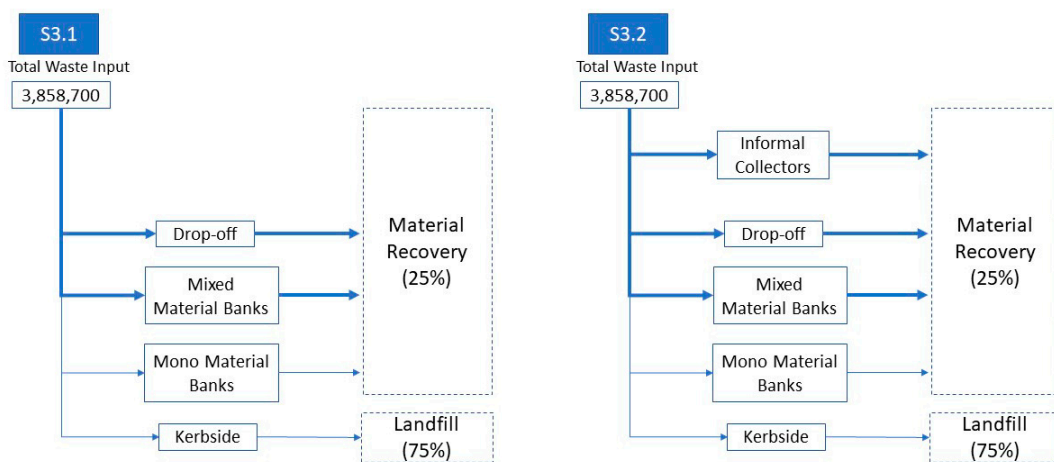 S3.1
Total Waste Input
3,858,700
Drop-off
Mixed
Material Banks
Mono Material
Banks
Kerbside
Material
Recovery
(25%)
Landfill
(75%)
S3.2
Total Waste Input
3,858,700
Informal
Collectors
Drop-off
Mixed
Material Banks
Mono Material
Banks
Kerbside
Material
Recovery
(25%)
Landfill
(75%)